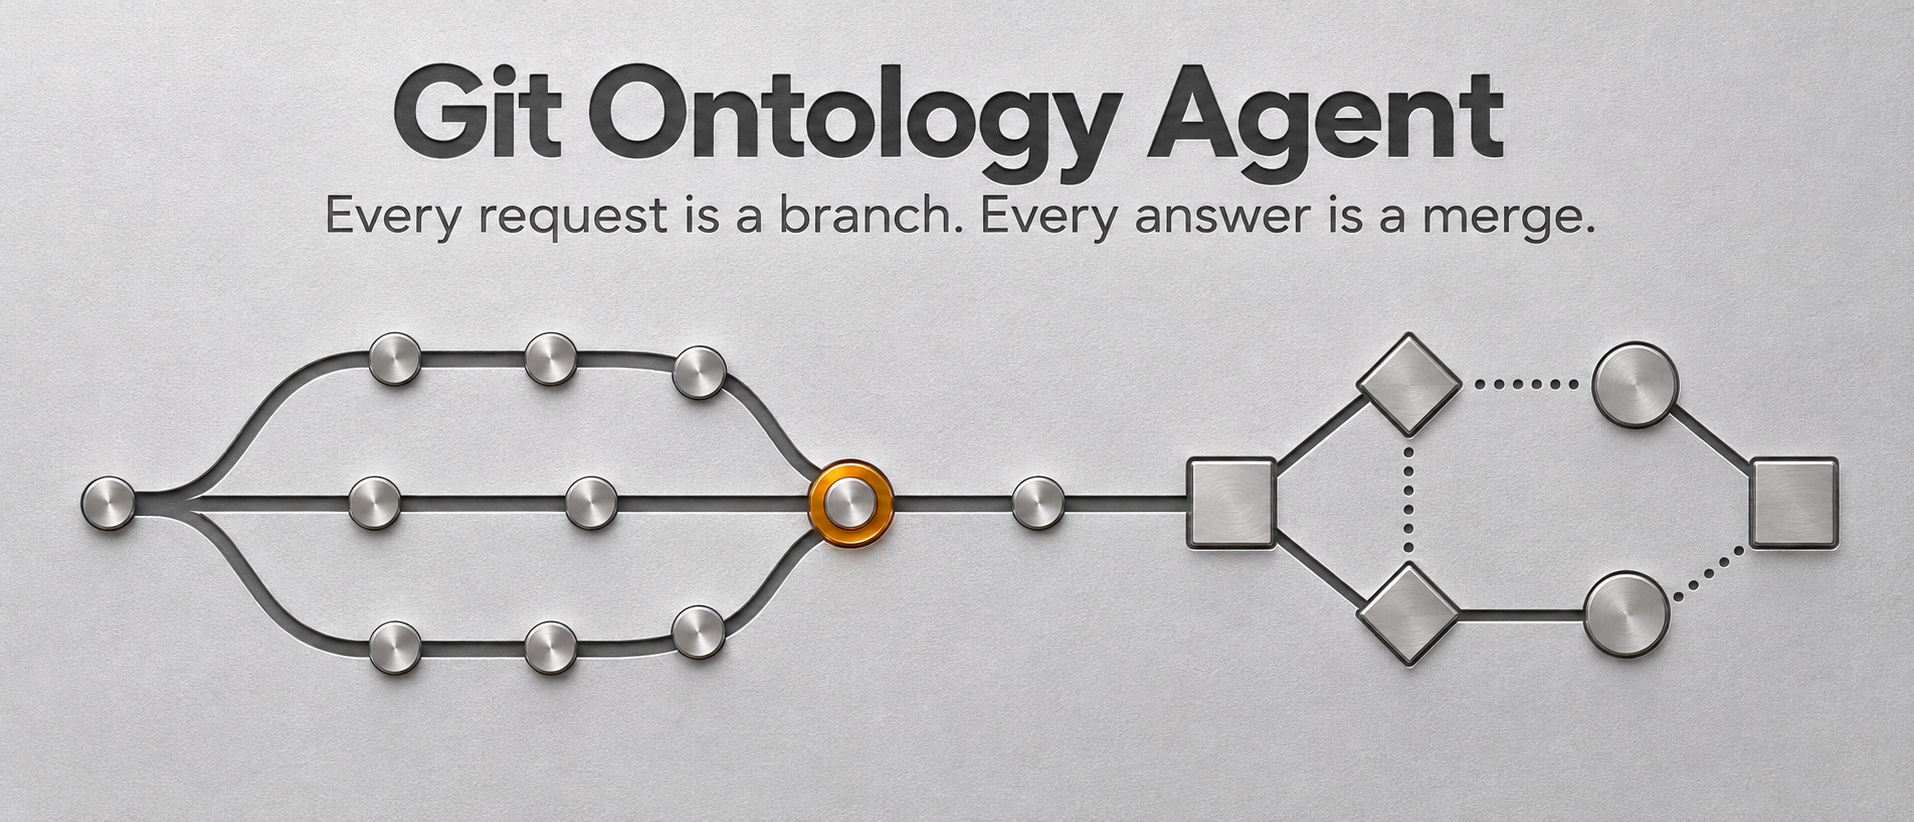 Git Ontology Agent
Every request is a branch. Every answer is a merge.